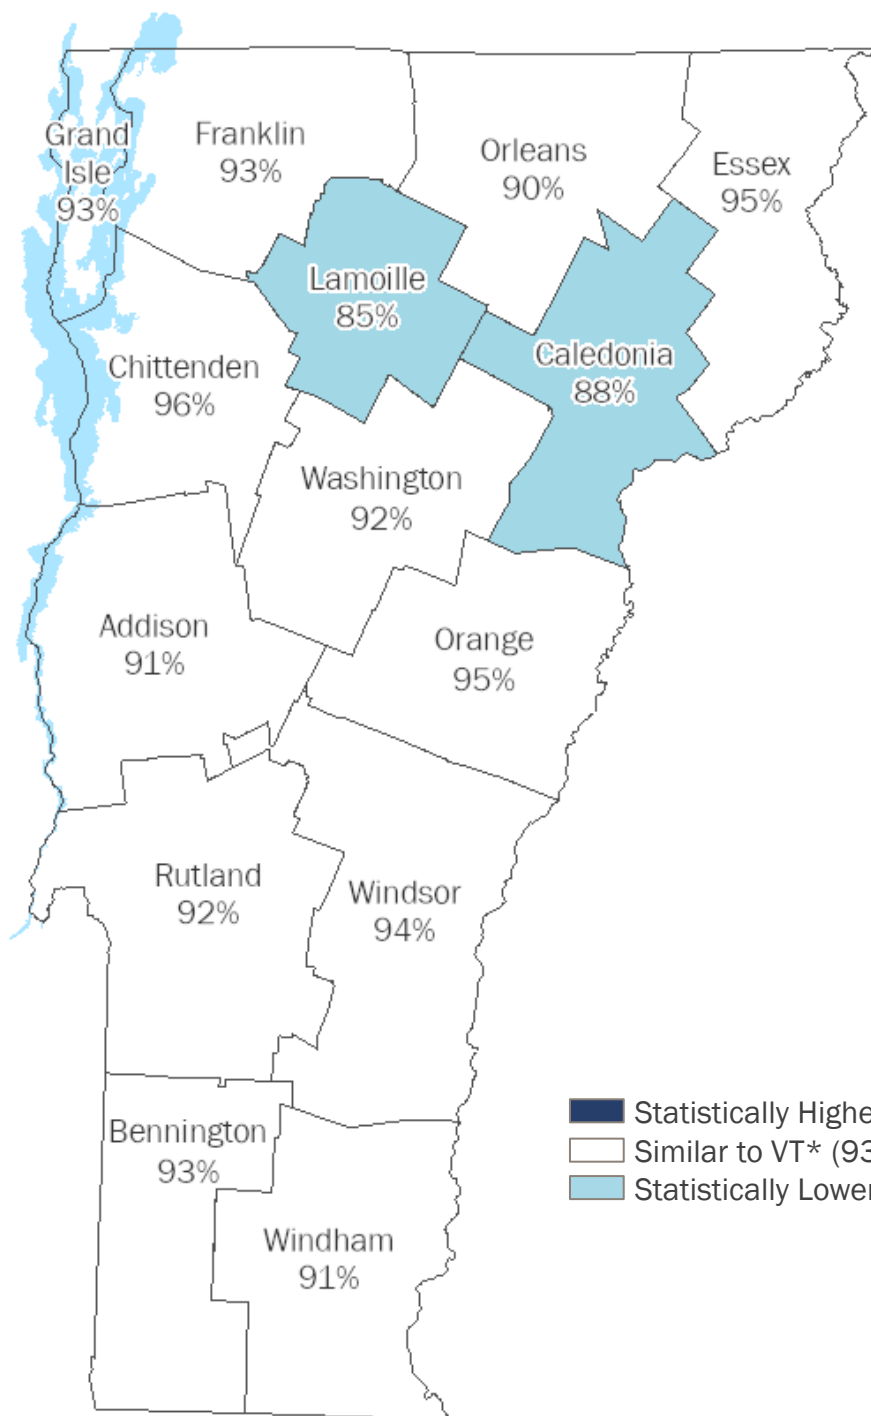 Grand
Isle
93%
Franklin
93%
Orleans
90%
Essex
95%
Lamoille
85%
Caledonia
88%
Chittenden
96%
Washington
92%
Addison
91%
Orange
95%
Rutland
92%
Windsor
94%
Bennington
93%
Windham
91%
Statistically Highe
Similar to VT* (93
Statistically Lower